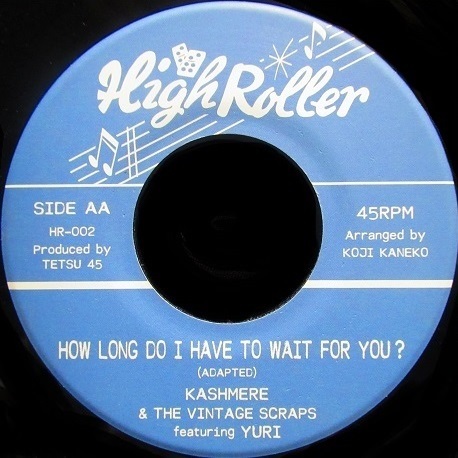 High Roller
SIDE AA
HR-002
Produced by
TETSU 45
45RPM
Arranged by
KOJI KANEKO
HOW LONG DO I HAVE TO WAIT FOR YOU?
(ADAPTED)
KASHMERE
& THE VINTAGE SCRAPS
featuring YURI